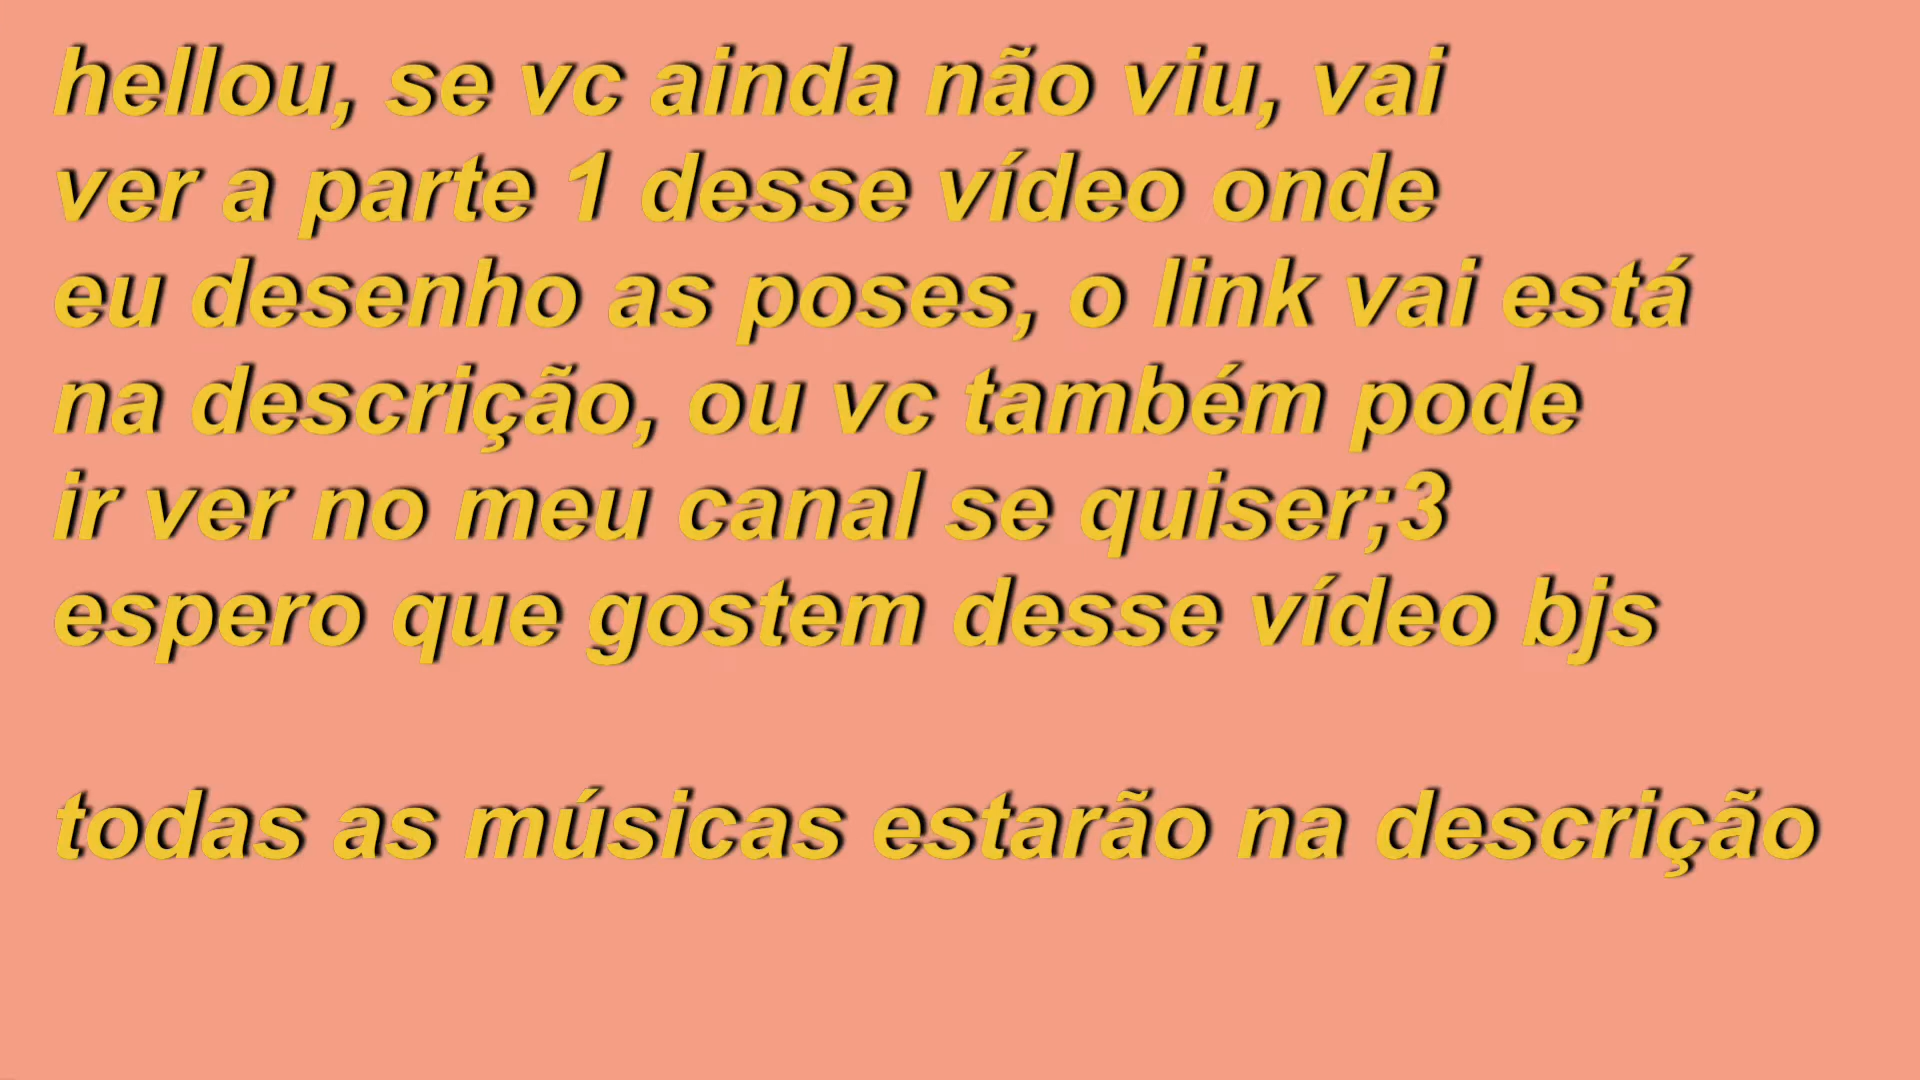 hellou, se vc ainda não viu, vai
ver a parte 1 desse vídeo onde
eu desenho as poses, o link vai está
na descrição, ou vc também pode
ir ver no meu canal se quiser;3
espero que gostem desse vídeo bjs
todas as músicas estarão na descrição